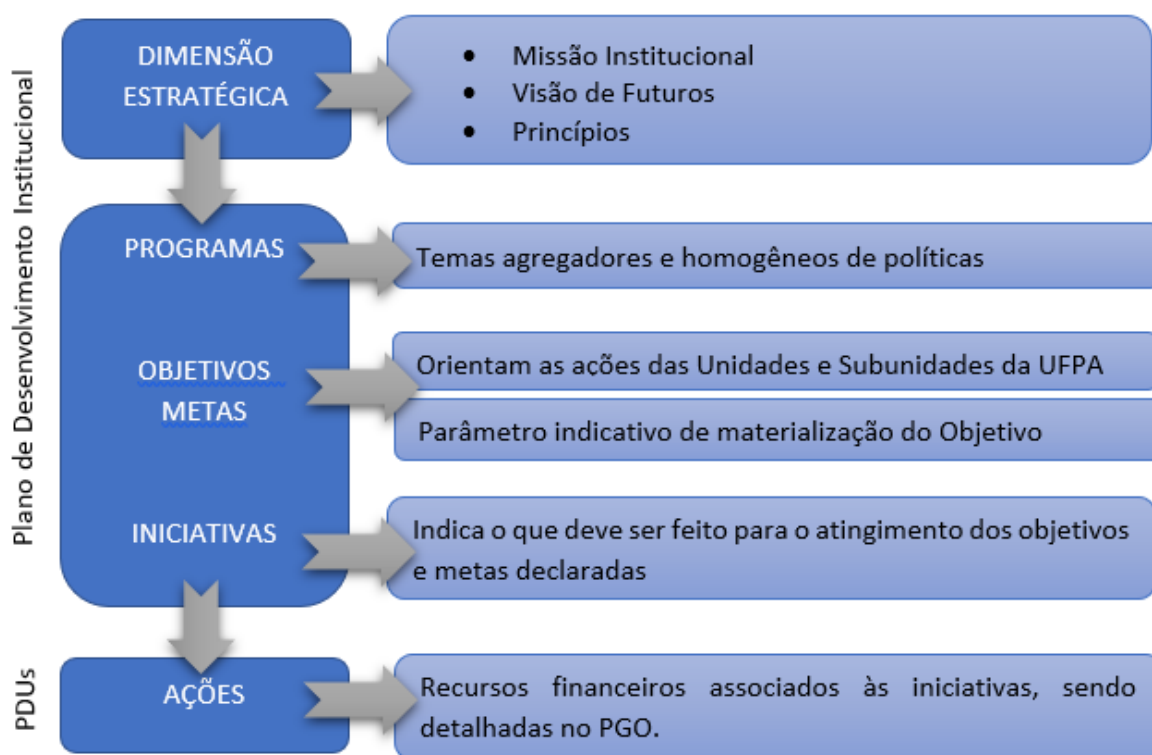 Plano de Desenvolvimento Institucional
DIMENSÃO
ESTRATÉGICA
• Missão Institucional
• Visão de Futuros
• Princípios
PROGRAMAS
Temas agregadores e homogêneos de políticas
OBJETIVOS
METAS
Orientam as ações das Unidades e Subunidades da UFPA
Parâmetro indicativo de materialização do Objetivo
INICIATIVAS
Indica o que deve ser feito para o atingimento dos objetivos
e metas declaradas
PDUs
AÇÕES
Recursos financeiros associados às iniciativas, sendo
detalhadas no PGO.